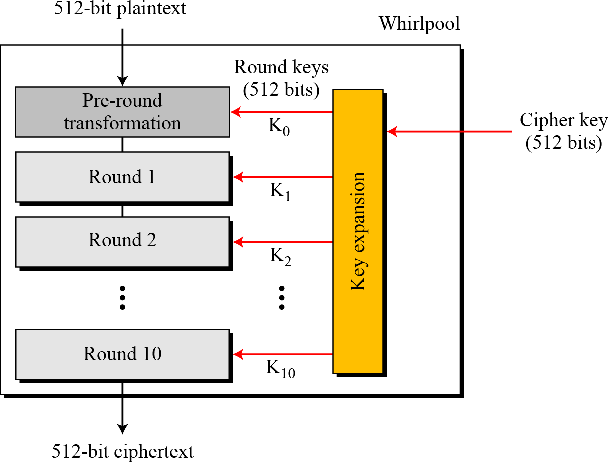 512-bit plaintext
Whirlpool
Round keys
(512 bits)
Pre-round
transformation
K0
Cipher key
(512 bits)
Round 1
K1
Round 2
K2
Key expansion
Round 10
K10
512-bit ciphertext